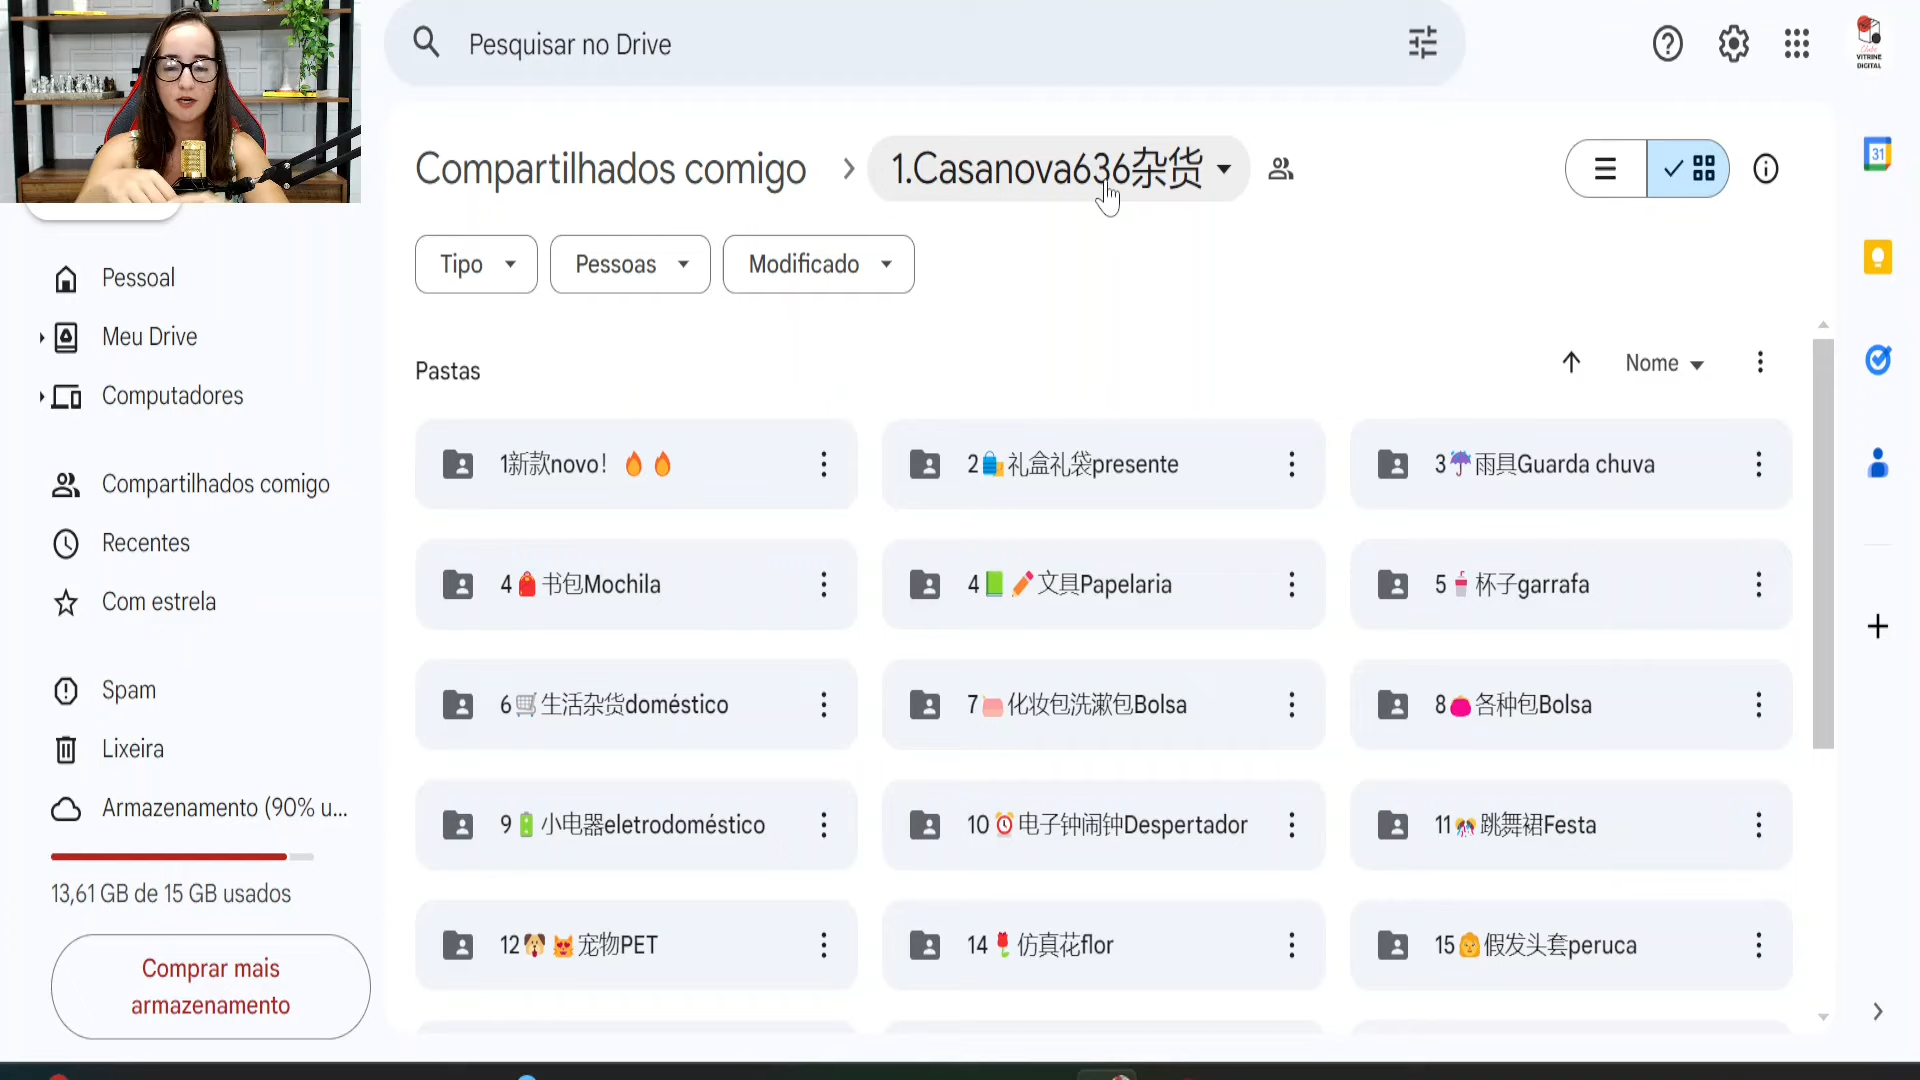 Pesquisar no Drive
VITRINE
DIGITAL
Compartilhados comigo
1.Casanova636杂货
31
Tipo
Pessoas
Modificado
Pessoal
Meu Drive
Computadores
Compartilhados comigo
Recentes
Com estrela
Spam
Lixeira
Armazenamento (90% u...
13,61 GB de 15 GB usados
Comprar mais
armazenamento
Pastas
Nome
1新款novo！🔥🔥
2🛍️礼盒礼袋presente
3☔雨具Guarda chuva
4🎒书包Mochila
4📗🖍️文具Papelaria
5🥤杯子garrafa
6🛒生活杂货doméstico
7👝化妆包洗漱包Bolsa
8👛各种包Bolsa
9🔋小电器eletrodoméstico
10⏰电子钟闹钟Despertador
11🎊跳舞裙Festa
12🐶😻宠物PET
14🌹仿真花flor
15👩‍🦱假发头套peruca